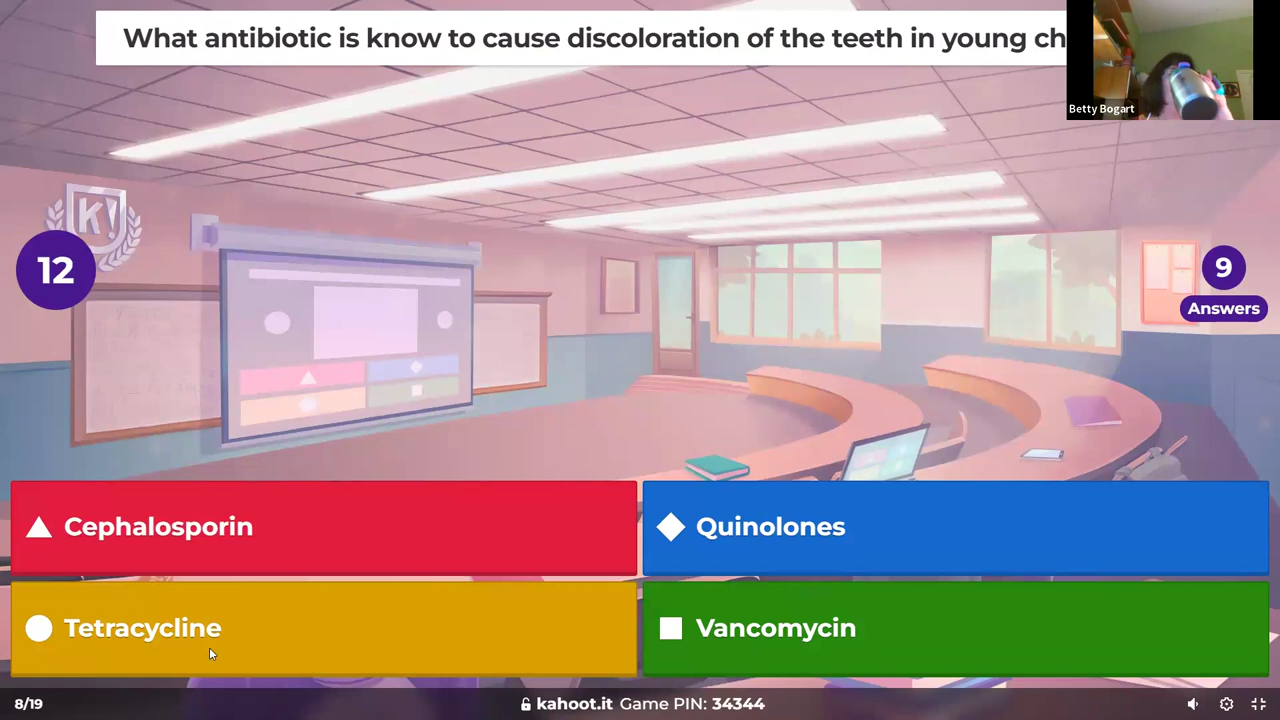 What antibiotic is know to cause discoloration of the teeth in young ch
Betty Bogart
K!
12
9
Answers
Cephalosporin
Quinolones
Tetracycline
Vancomycin
8/19
kahoot.it Game PIN: 34344